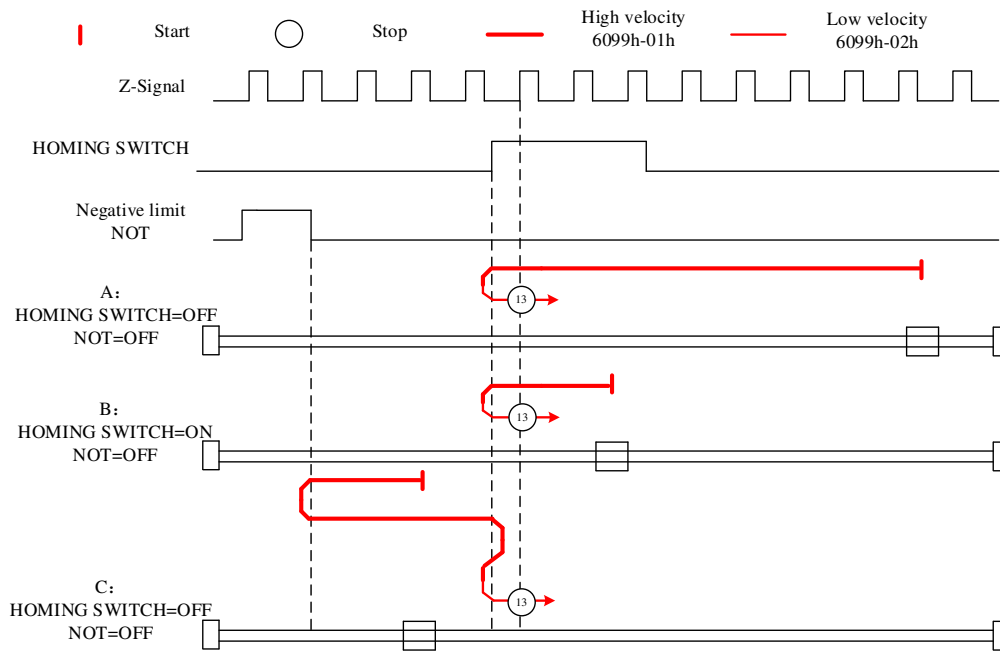 Start
Stop
High velocity
6099h-01h
Low velocity
6099h-02h
Z-Signal
HOMING SWITCH
Negative limit
NOT
A：
HOMING SWITCH=OFF
NOT=OFF
13
B：
HOMING SWITCH=ON
NOT=OFF
13
C：
HOMING SWITCH=OFF
NOT=OFF
13